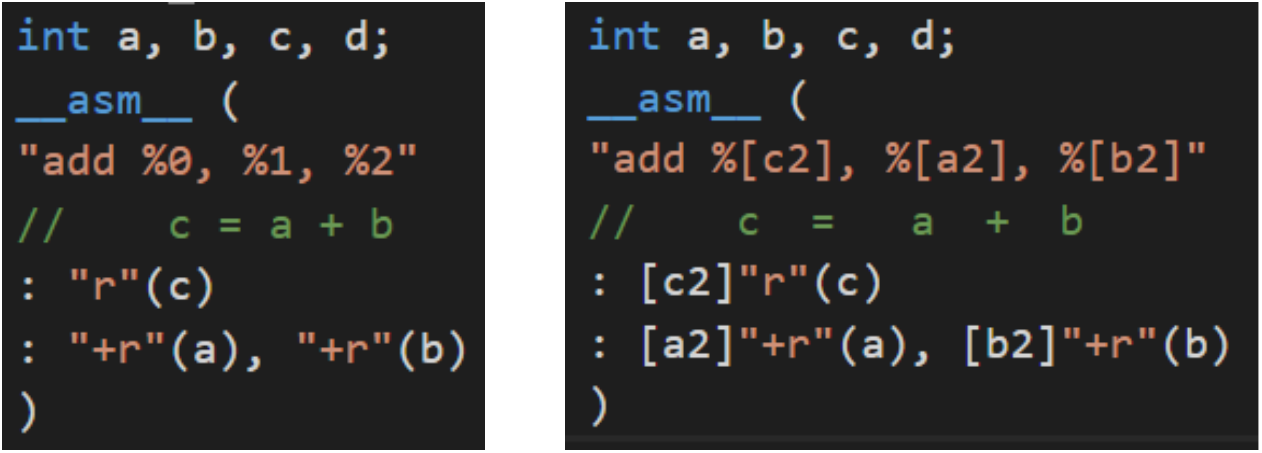 int a, b, c, d;
__asm__ (
"add %0, %1, %2"
//    c = a + b
: "r"(c)
: "+r"(a), "+r"(b)
)
int a, b, c, d;
__asm__ (
"add %[c2], %[a2], %[b2]"
//    c  =   a  +  b
: [c2]"r"(c)
: [a2]"+r"(a), [b2]"+r"(b)
)